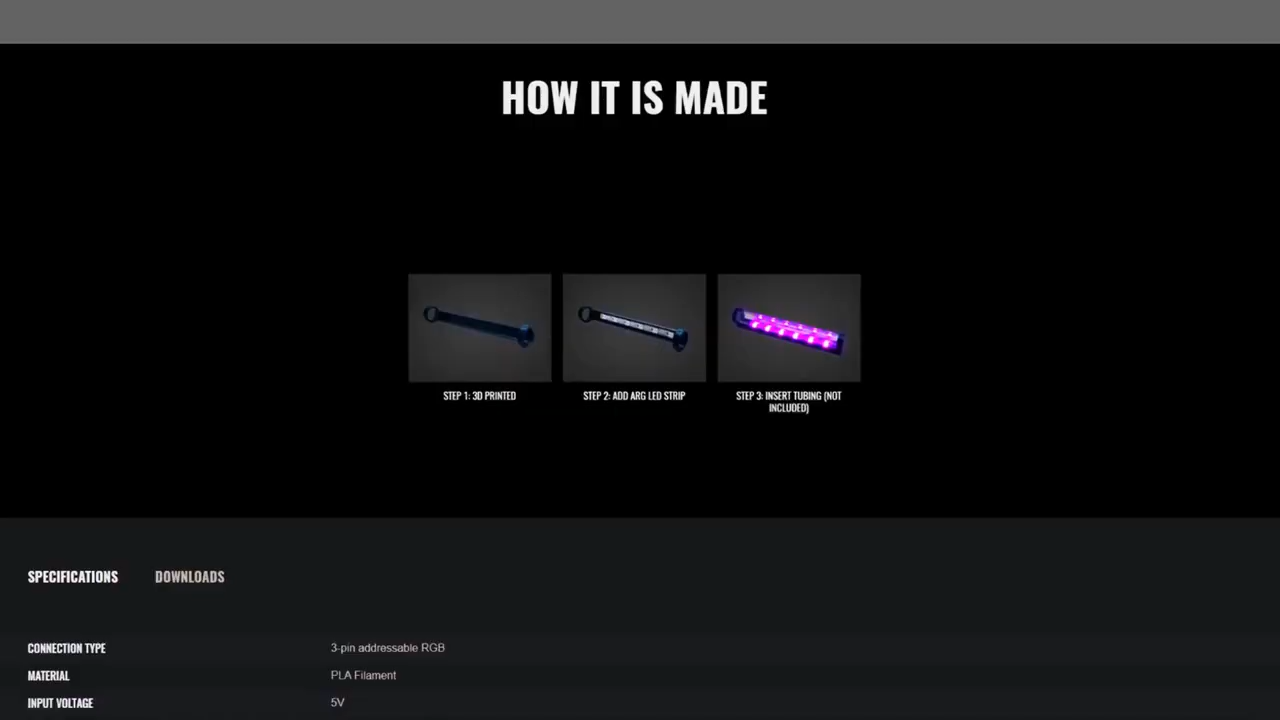 HOW IT IS MADE
STEP 1: 3D PRINTED
STEP 2: ADD ARG LED STRIP
STEP 3: INSERT TUBING (NOT
INCLUDED)
SPECIFICATIONS
DOWNLOADS
CONNECTION TYPE 3-pin addressable RGB
MATERIAL PLA Filament
INPUT VOLTAGE 5V